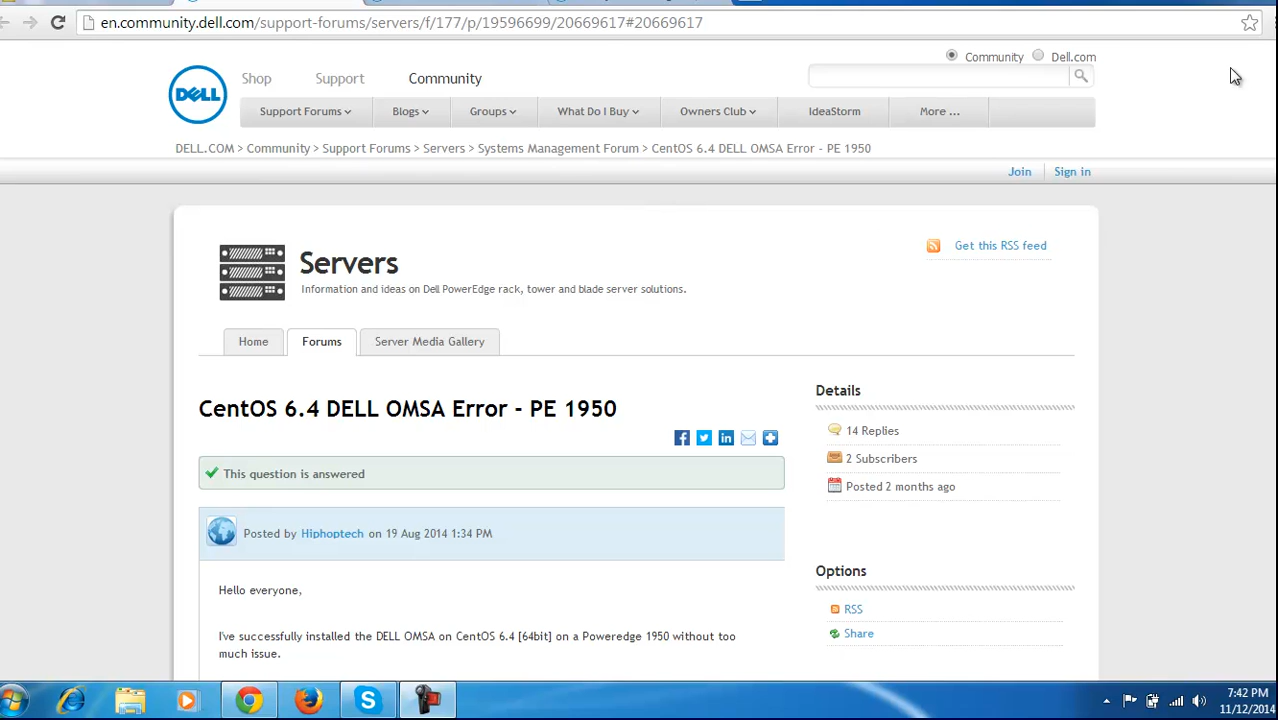 en.community.dell.com/support-forums/servers/f/177/p/19596699/20669617#20669617
Community Dell.com
DELL
Shop Support Community
Support Forums Blogs Groups What Do I Buy Owners Club IdeaStorm More ...
DELL.COM > Community > Support Forums > Servers > Systems Management Forum > CentOS 6.4 DELL OMSA Error - PE 1950
Join Sign in
Servers
Information and ideas on Dell PowerEdge rack, tower and blade server solutions.
Get this RSS feed
Home Forums Server Media Gallery
CentOS 6.4 DELL OMSA Error - PE 1950
This question is answered
Posted by Hiphoptech on 19 Aug 2014 1:34 PM
Hello everyone,
I've successfully installed the DELL OMSA on CentOS 6.4 [64bit] on a Poweredge 1950 without too
much issue.
Details
14 Replies
2 Subscribers
Posted 2 months ago
Options
RSS
Share
7:42 PM
11/12/2014